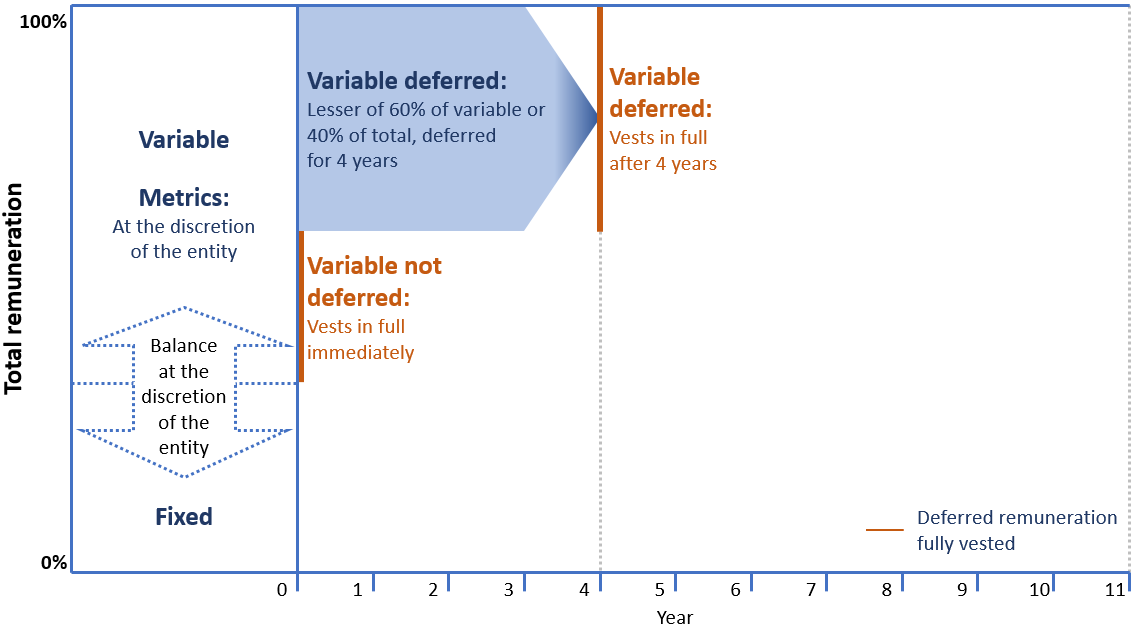 100%
Total remuneration
0%
Variable
Metrics:
At the discretion
of the entity
Balance
at the
discretion
of the
entity
Fixed
Variable deferred:
Lesser of 60% of variable or
40% of total, deferred
for 4 years
Variable
deferred:
Vests in full
after 4 years
Variable not
deferred:
Vests in full
immediately
Deferred remuneration
fully vested
0 1 2 3 4 5 6 7 8 9 10 11
Year